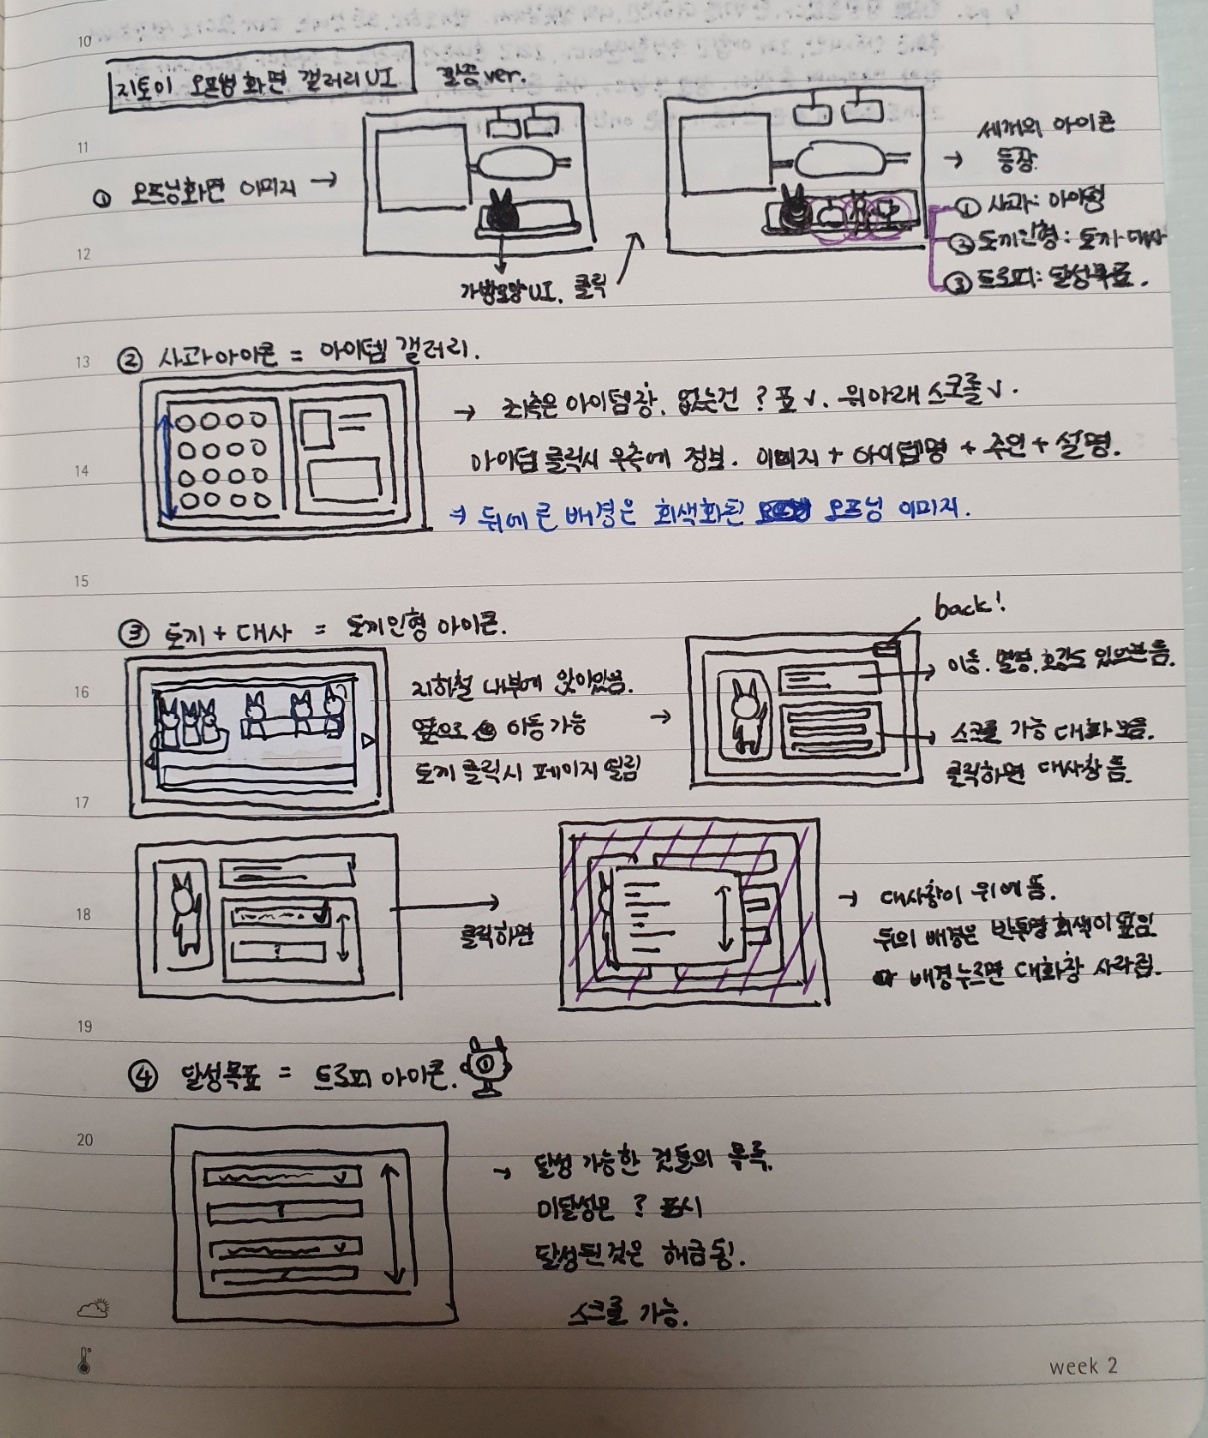 10
지토이 오프닝 화면 갤러리 UI 깔끔 ver.
11
① 오프닝화면 이미지 →
→ 세개의 아이콘
등장.
① 사과: 아이템
② 토끼인형: 토끼 대사
③ 트로피: 달성목표.
12
가방모양UI. 클릭
13
② 사과아이콘 = 아이템 갤러리.
→ 좌측은 아이템창. 없는건 ? 표 √. 위아래 스크롤 √.
14
아이템 클릭시 우측에 정보. 이미지 + 아이템명 + 주인 + 설명.
⇒ 뒤에 큰 배경은 회색화된 오프닝 이미지.
15
③ 토끼 + 대사 = 토끼인형 아이콘.
back!
16
지하철 내부에 앉아있음.
옆으로 이동 가능
토끼 클릭시 페이지 열림
→ 이동. 별명. 호감도 있으면 뜸.
→ 스크롤 가능 대화 모음.
클릭하면 대사창 뜸.
17
18
클릭하면
→ 대사창이 위에 뜸.
뒤의 배경은 반투명 회색이 덮임
배경누르면 대화창 사라짐.
19
④ 달성목표 = 트로피 아이콘.
20
→ 달성 가능한 것들의 목록.
미달성은 ? 표시
달성된것은 해금됨!
스크롤 가능.
week 2